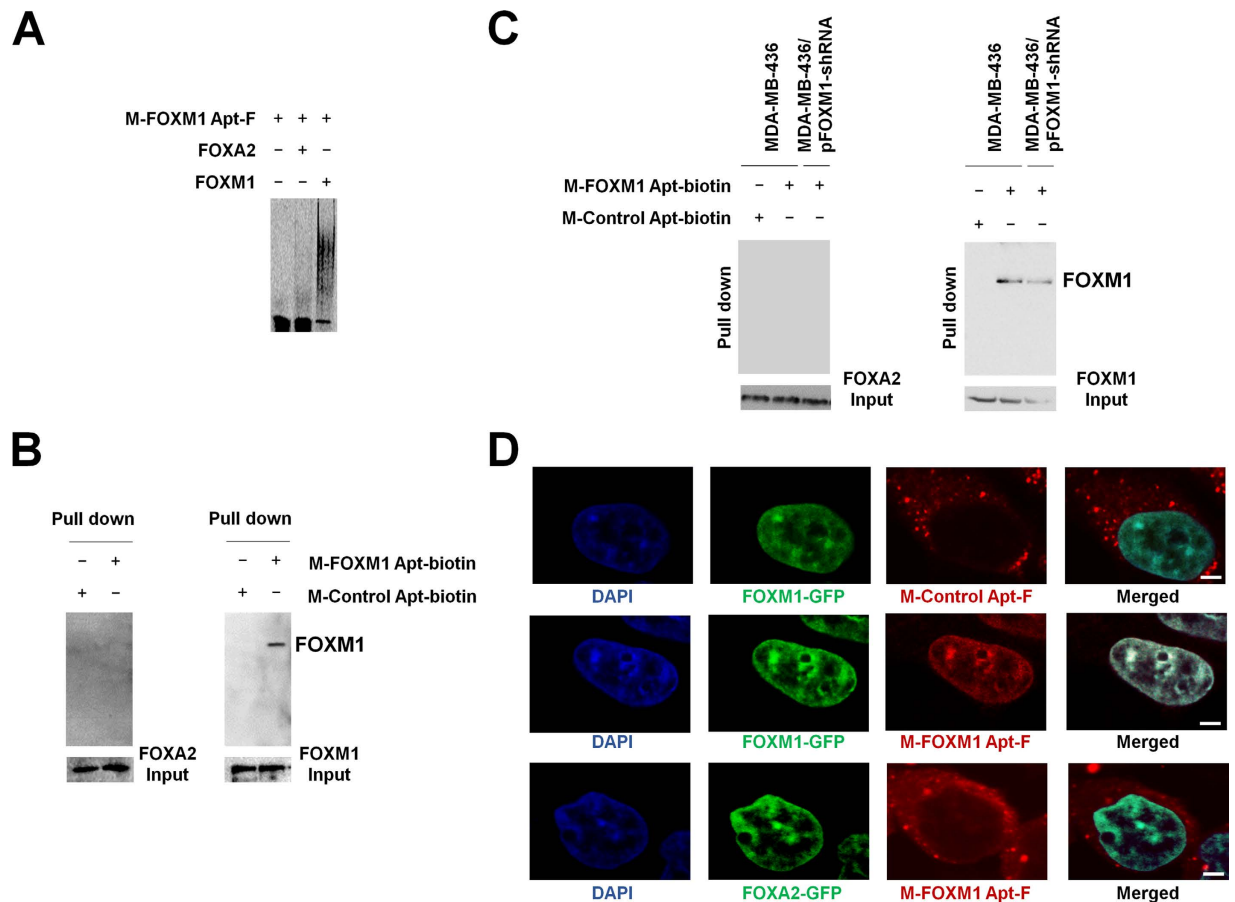 A
M-FOXM1 Apt-F + + +
FOXA2 – + –
FOXM1 – – +
B
Pull down
Pull down
– +
– + M-FOXM1 Apt-biotin
+ –
+ – M-Control Apt-biotin
FOXM1
FOXA2
Input
FOXM1
Input
C
MDA-MB-436
MDA-MB-436/
pFOXM1-shRNA
MDA-MB-436
MDA-MB-436/
pFOXM1-shRNA
M-FOXM1 Apt-biotin – + +
– + +
M-Control Apt-biotin + – –
+ – –
Pull down
Pull down
FOXM1
FOXA2
Input
FOXM1
Input
D
DAPI
FOXM1-GFP
M-Control Apt-F
Merged
DAPI
FOXM1-GFP
M-FOXM1 Apt-F
Merged
DAPI
FOXA2-GFP
M-FOXM1 Apt-F
Merged